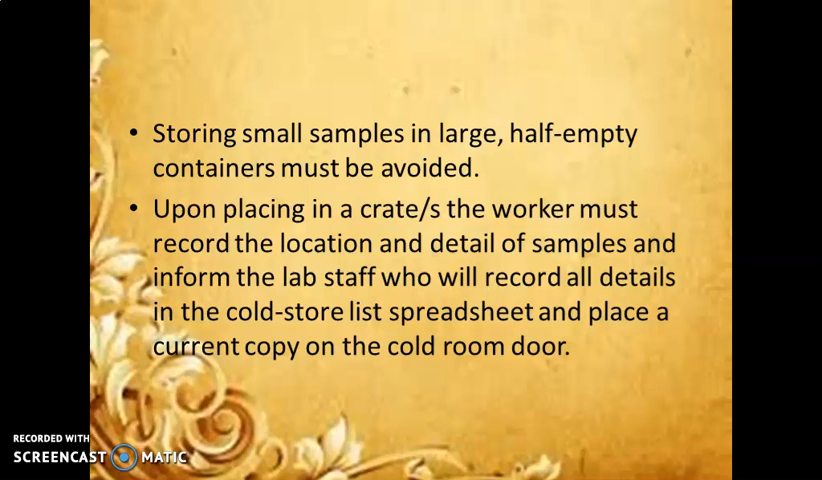 • Storing small samples in large, half-empty
containers must be avoided.
• Upon placing in a crate/s the worker must
record the location and detail of samples and
inform the lab staff who will record all details
in the cold-store list spreadsheet and place a
current copy on the cold room door.
RECORDED WITH
SCREENCAST MATIC